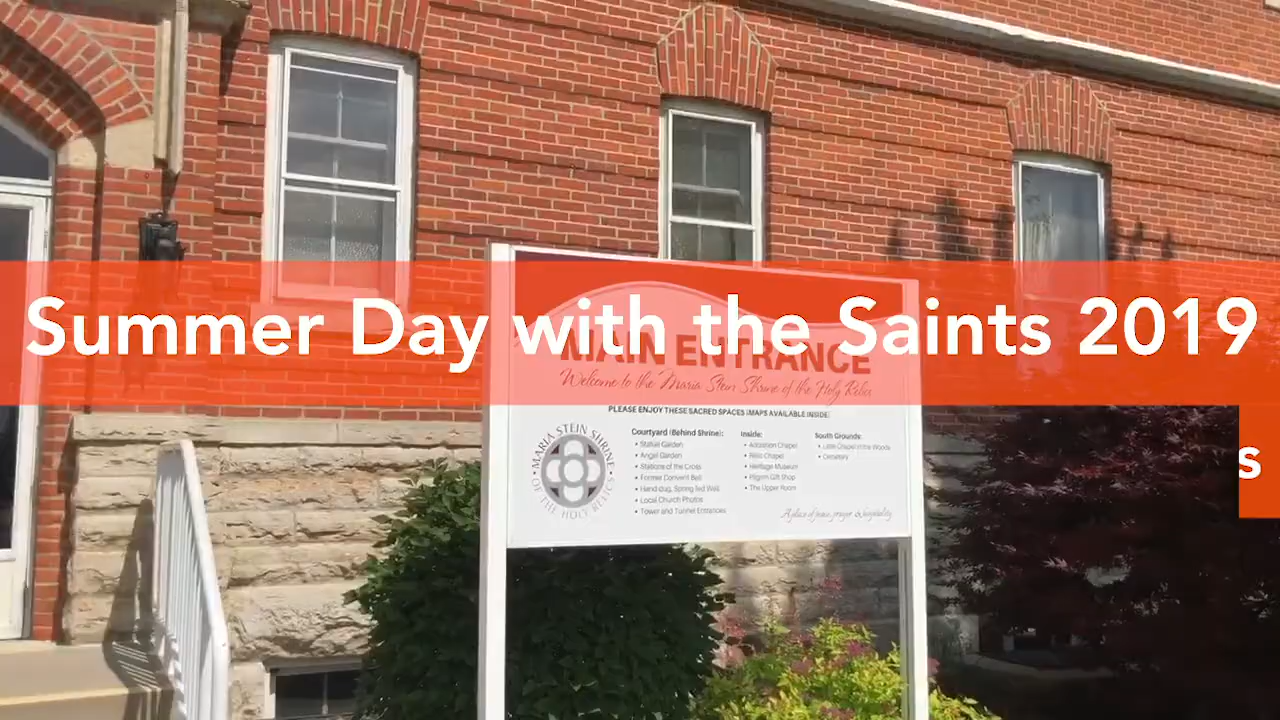 Summer Day with the Saints 2019
MAIN ENTRANCE
Welcome to the Maria Stein Shrine of the Holy Relics
PLEASE ENJOY THESE SACRED SPACES (MAPS AVAILABLE INSIDE)
MARIA STEIN SHRINE
OF THE HOLY RELICS
Courtyard (Behind Shrine):
• Statue Garden
• Angel Garden
• Stations of the Cross
• Former Convent Bell
• Hand-dug, Spring fed Well
• Local Church Photos
• Tower and Tunnel Entrances
Inside:
• Adoration Chapel
• Relic Chapel
• Heritage Museum
• Pilgrim Gift Shop
• The Upper Room
South Grounds:
• Little Chapel in the Woods
• Cemetery
A place of peace, prayer & hospitality
s